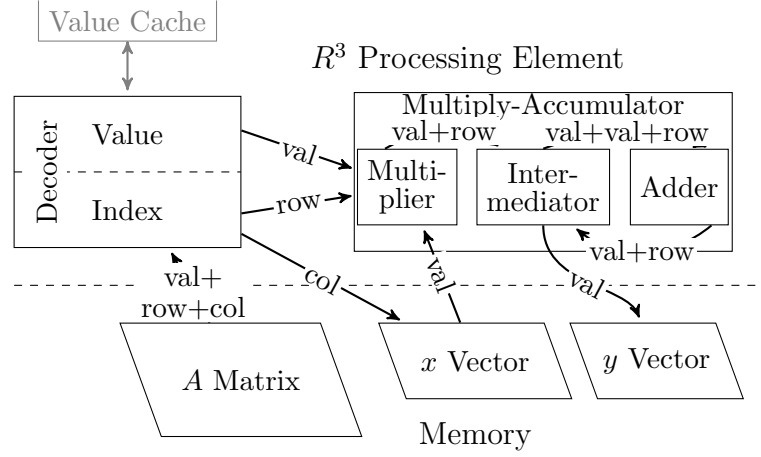 Value Cache
R³ Processing Element
Multiply-Accumulator
val+row
val+val+row
Decoder
Value
Index
val
row
Multi-
plier
Inter-
mediator
Adder
val+row
val+
row+col
col
val
val
A Matrix
x Vector
y Vector
Memory